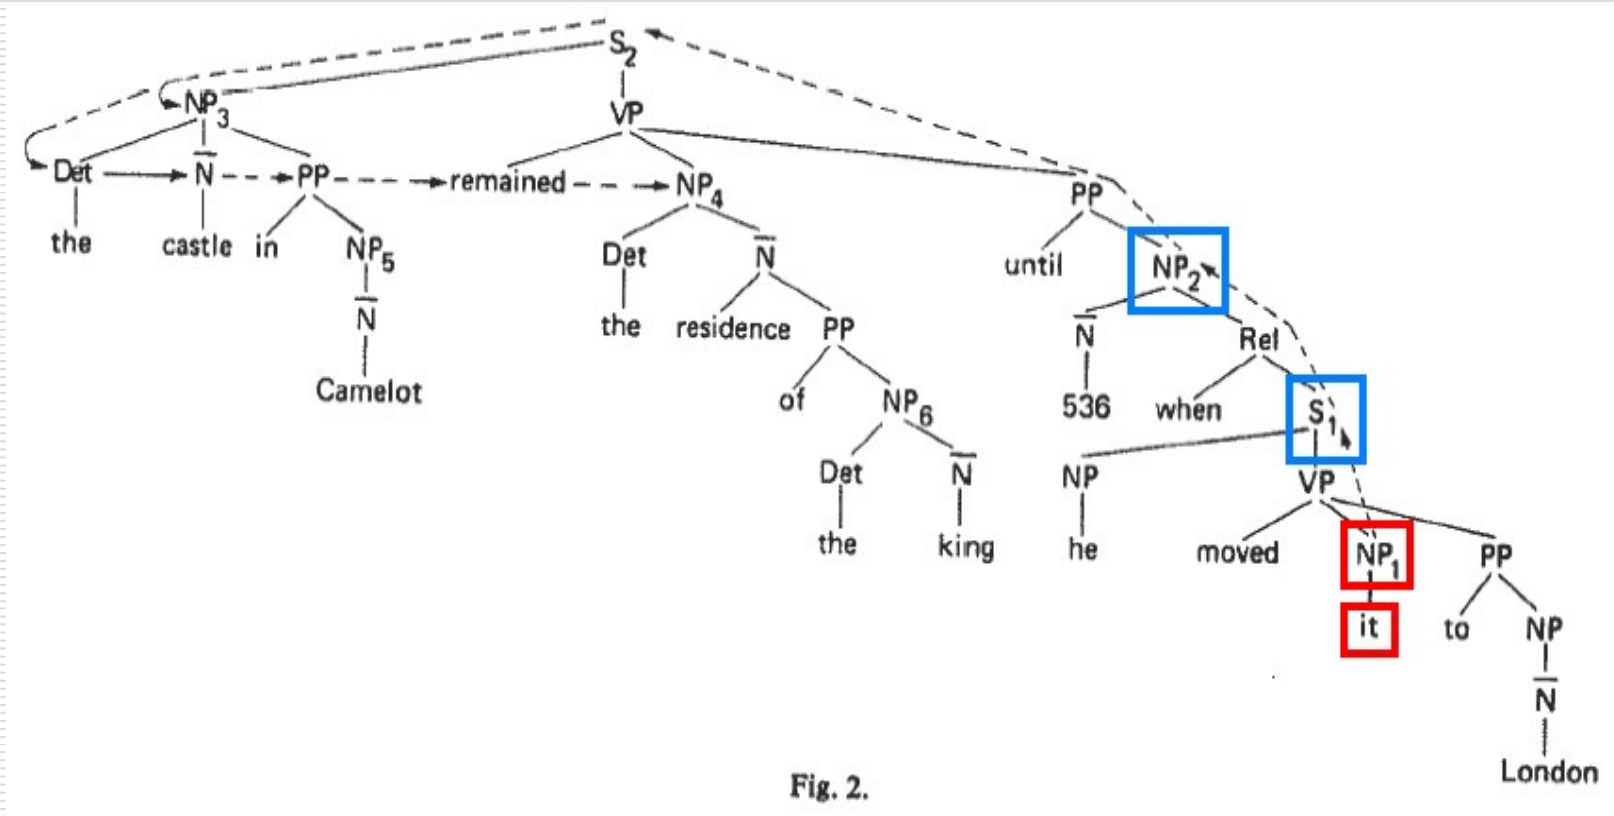 S2
NP3 VP
Det N̄ PP remained NP4 PP
the castle in NP5 Det N̄ until NP2
N̄ the residence PP N̄ Rel
Camelot of NP6 536 when S1
Det N̄ NP VP
the king he moved NP1 PP
it to NP
N̄
London
Fig. 2.